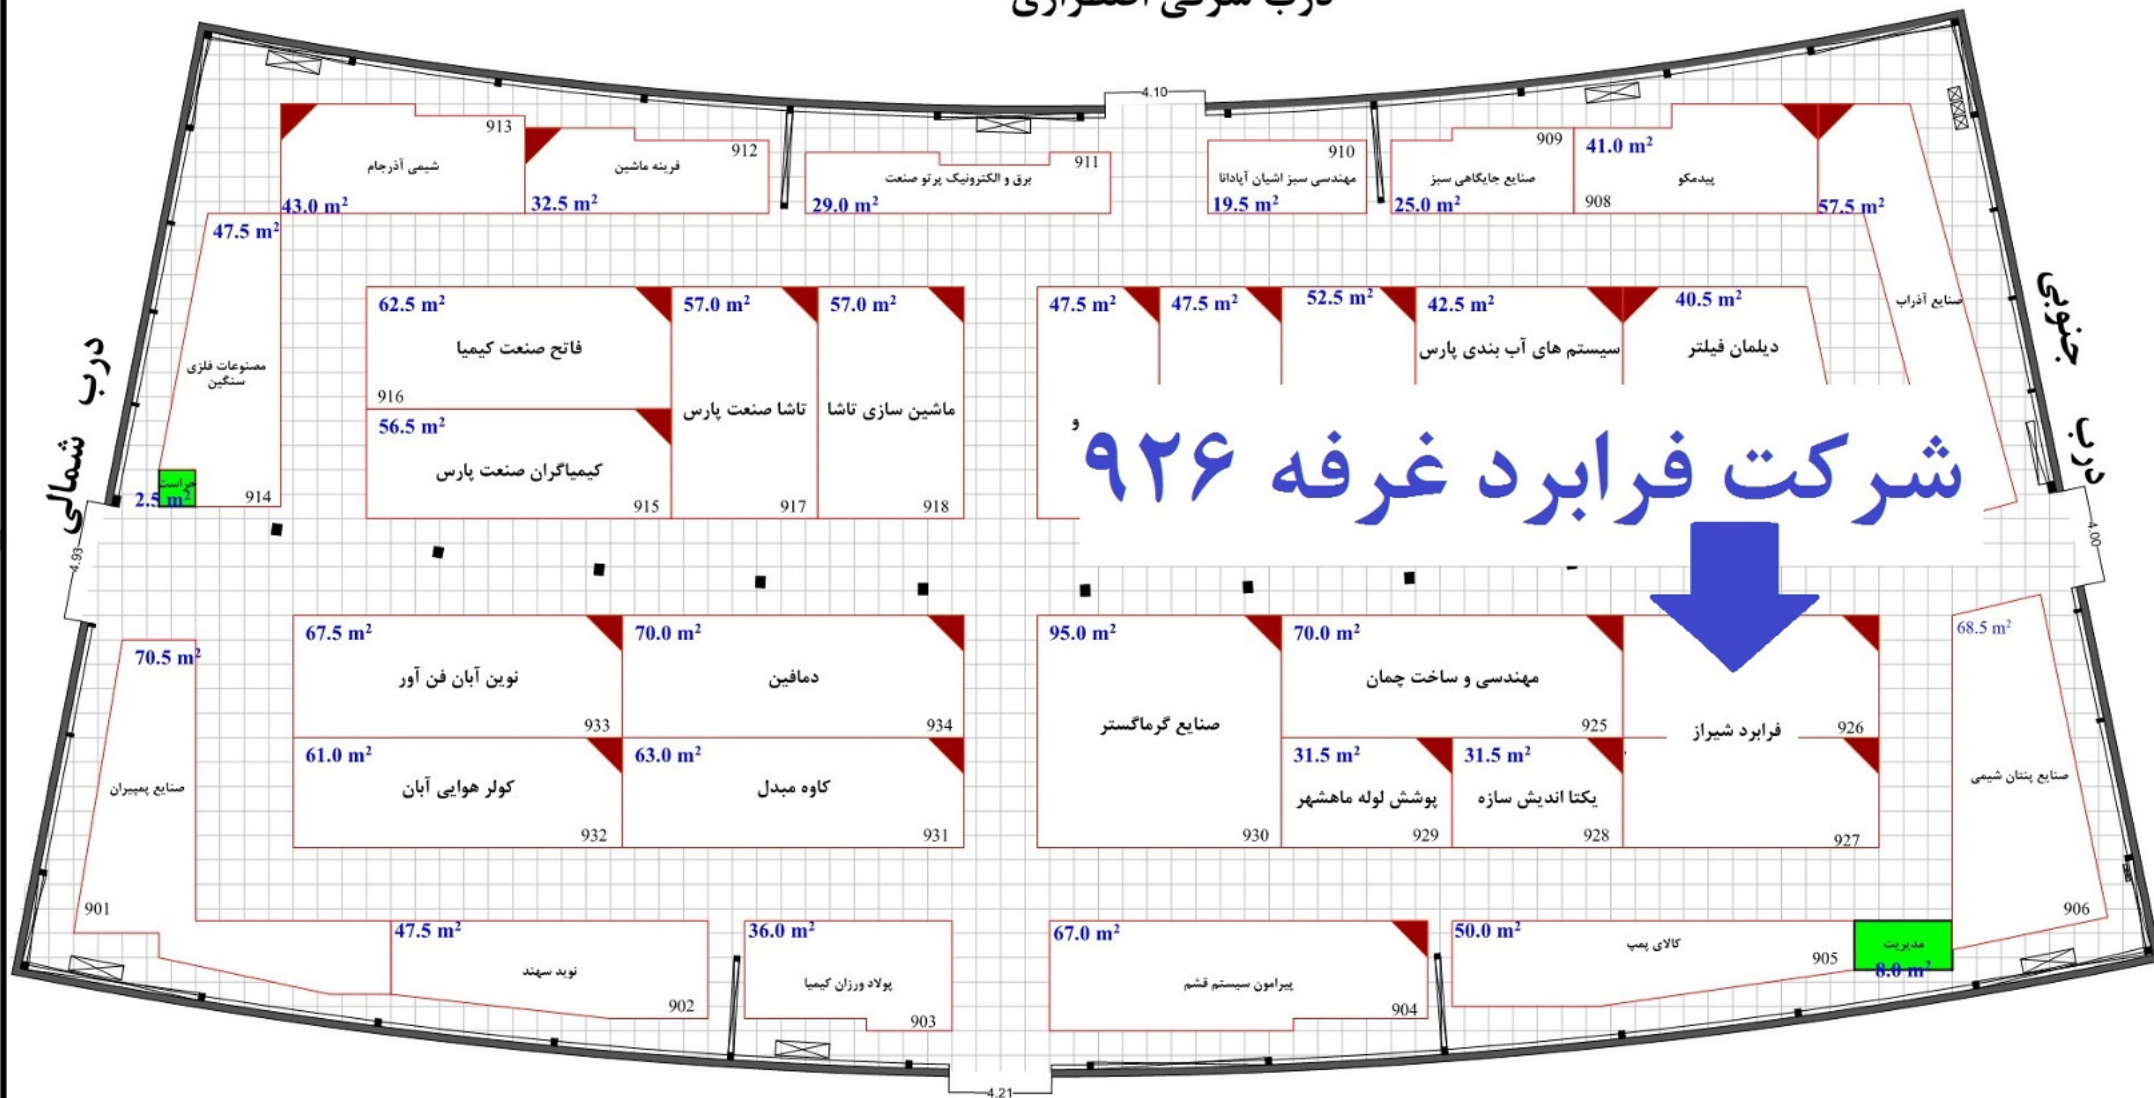 4.10
913
شیمی آذرجام
43.0 m²
912
قرینه ماشین
32.5 m²
911
برق و الکترونیک پرتو صنعت
29.0 m²
910
مهندسی سبز اشیان آپادانا
19.5 m²
909
صنایع جایگاهی سبز
25.0 m²
41.0 m²
پیدمکو
908
57.5 m²
صنایع آذراب
47.5 m²
مصنوعات فلزی
سنگین
حراست
2.5 m²
914
62.5 m²
فاتح صنعت کیمیا
916
56.5 m²
کیمیاگران صنعت پارس
915
57.0 m²
تاشا صنعت پارس
917
57.0 m²
ماشین سازی تاشا
918
47.5 m²
47.5 m²
52.5 m²
42.5 m²
سیستم های آب بندی پارس
40.5 m²
دیلمان فیلتر
و
شرکت فرابرد غرفه ۹۲۶
درب شمالی
4.93
درب جنوبی
4.00
67.5 m²
نوین آبان فن آور
933
70.0 m²
دمافین
934
61.0 m²
کولر هوایی آبان
932
63.0 m²
کاوه مبدل
931
95.0 m²
صنایع گرماگستر
930
70.0 m²
مهندسی و ساخت چمان
925
31.5 m²
پوشش لوله ماهشهر
929
31.5 m²
یکتا اندیش سازه
928
فرابرد شیراز
926
927
68.5 m²
صنایع پنتان شیمی
906
70.5 m²
صنایع پمپیران
901
47.5 m²
نوید سهند
902
36.0 m²
پولاد ورزان کیمیا
903
67.0 m²
پیرامون سیستم قشم
904
50.0 m²
کالای پمپ
905
مدیریت
8.0 m²
4.21